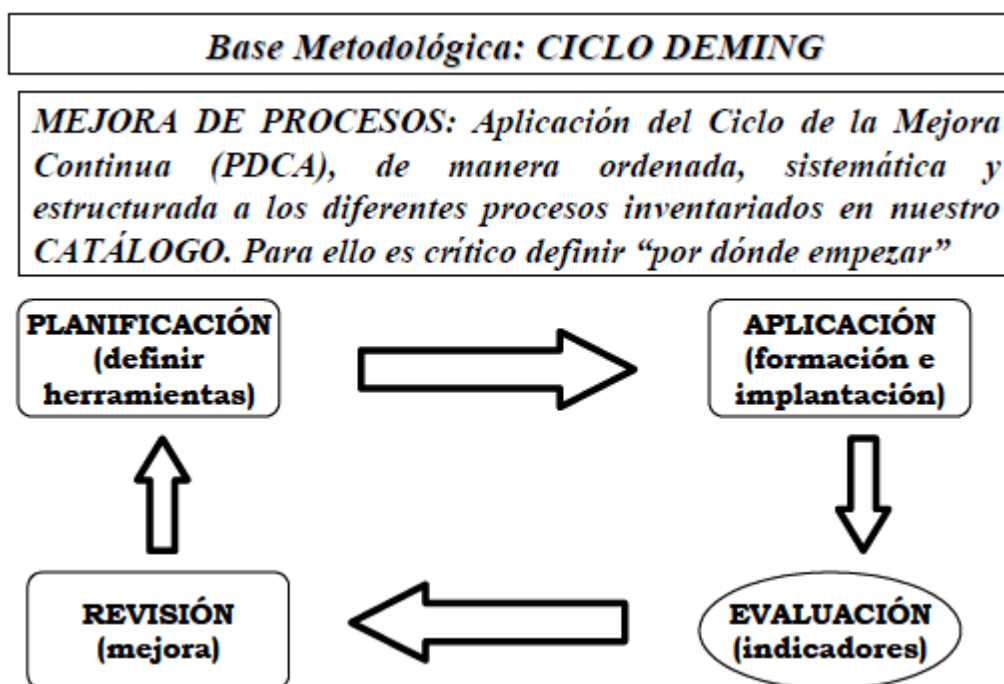 Base Metodológica: CICLO DEMING
MEJORA DE PROCESOS: Aplicación del Ciclo de la Mejora
Continua (PDCA), de manera ordenada, sistemática y
estructurada a los diferentes procesos inventariados en nuestro
CATÁLOGO. Para ello es crítico definir “por dónde empezar”
PLANIFICACIÓN
(definir
herramientas)
APLICACIÓN
(formación e
implantación)
REVISIÓN
(mejora)
EVALUACIÓN
(indicadores)